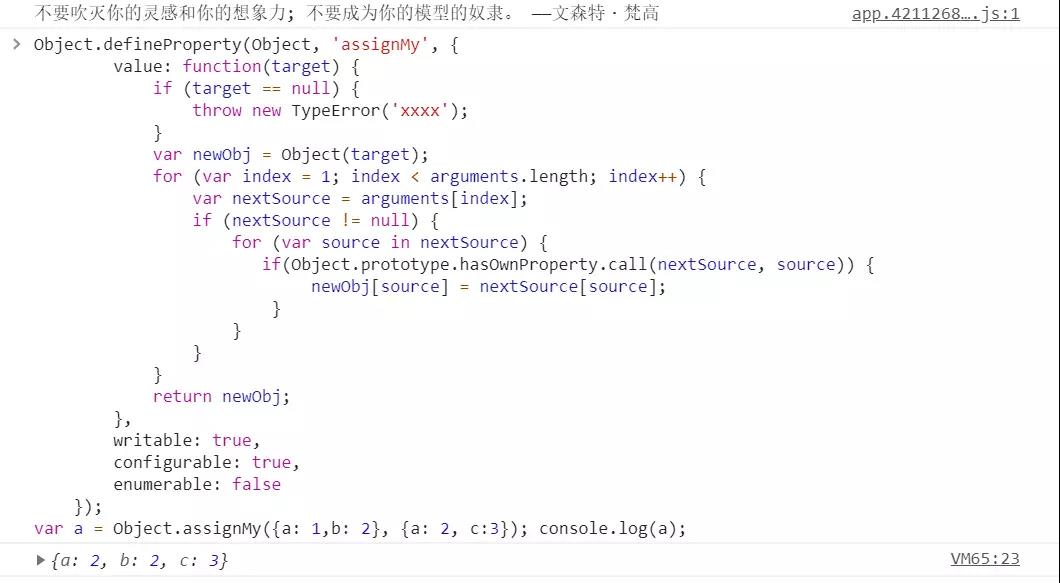 不要吹灭你的灵感和你的想象力; 不要成为你的模型的奴隶。 ——文森特・梵高 app.4211268….js:1
> Object.defineProperty(Object, 'assignMy', {
value: function(target) {
if (target == null) {
throw new TypeError('xxxx');
}
var newObj = Object(target);
for (var index = 1; index < arguments.length; index++) {
var nextSource = arguments[index];
if (nextSource != null) {
for (var source in nextSource) {
if(Object.prototype.hasOwnProperty.call(nextSource, source)) {
newObj[source] = nextSource[source];
}
}
}
}
return newObj;
},
writable: true,
configurable: true,
enumerable: false
});
var a = Object.assignMy({a: 1,b: 2}, {a: 2, c:3}); console.log(a);
▶{a: 2, b: 2, c: 3} VM65:23